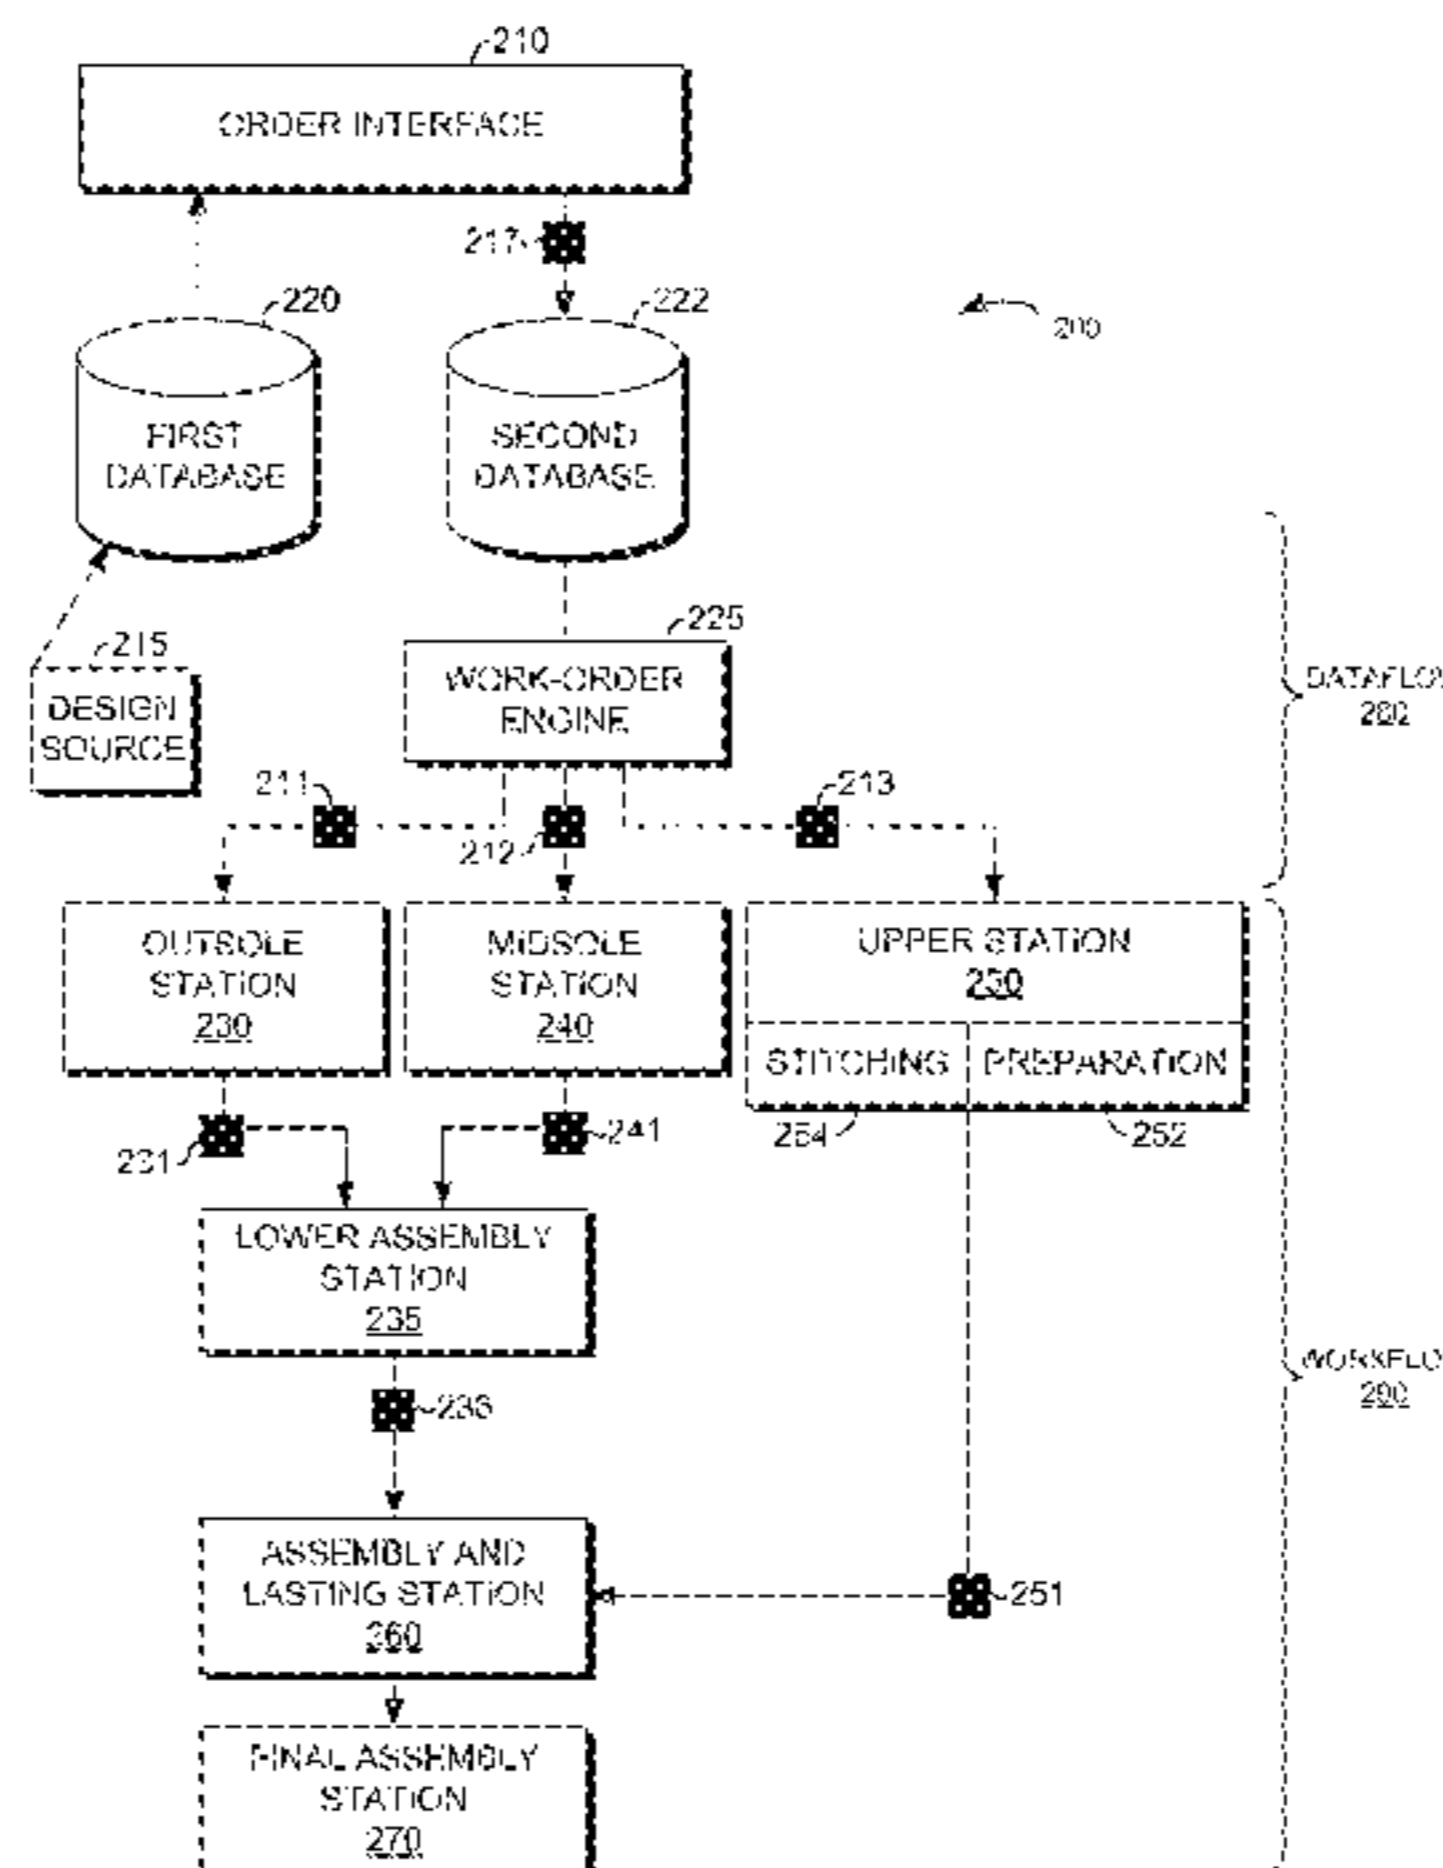 210
ORDER INTERFACE
217
220
222
200
FIRST
DATABASE
SECOND
DATABASE
215
225
DESIGN
SOURCE
WORK-ORDER
ENGINE
280
211
213
212
OUTSOLE
STATION
230
MIDSOLE
STATION
240
UPPER STATION
250
STITCHING
PREPARATION
231
241
254
252
LOWER ASSEMBLY
STATION
235
236
290
ASSEMBLY AND
LASTING STATION
260
251
FINAL ASSEMBLY
STATION
270